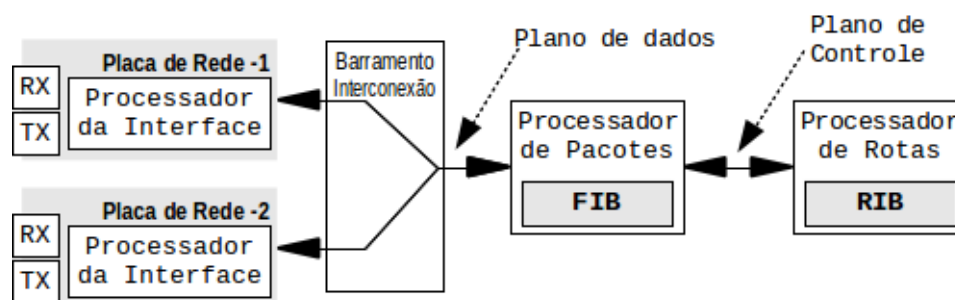 Placa de Rede -1
RX
TX
Processador
da Interface
Placa de Rede -2
RX
TX
Processador
da Interface
Barramento
Interconexão
Plano de dados
Processador
de Pacotes
FIB
Plano de
Controle
Processador
de Rotas
RIB